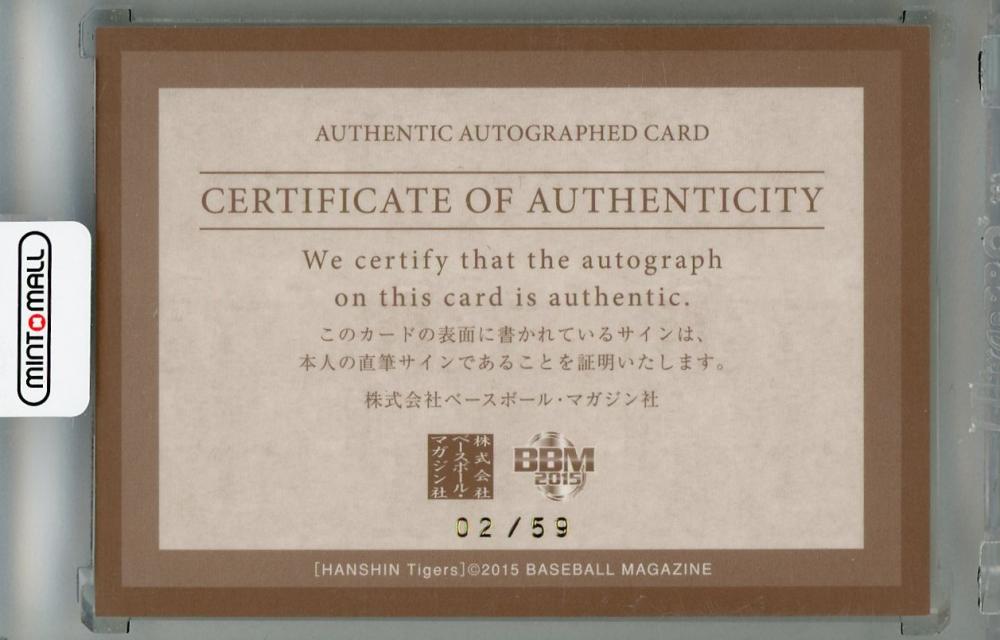 AUTHENTIC AUTOGRAPHED CARD
CERTIFICATE OF AUTHENTICITY
We certify that the autograph
on this card is authentic.
このカードの表面に書かれているサインは、
本人の直筆サインであることを証明いたします。
株式会社ベースボール・マガジン社
株式会社
ベースボール・
マガジン社
BBM
2015
02/59
[HANSHIN Tigers]©2015 BASEBALL MAGAZINE
MINT MALL